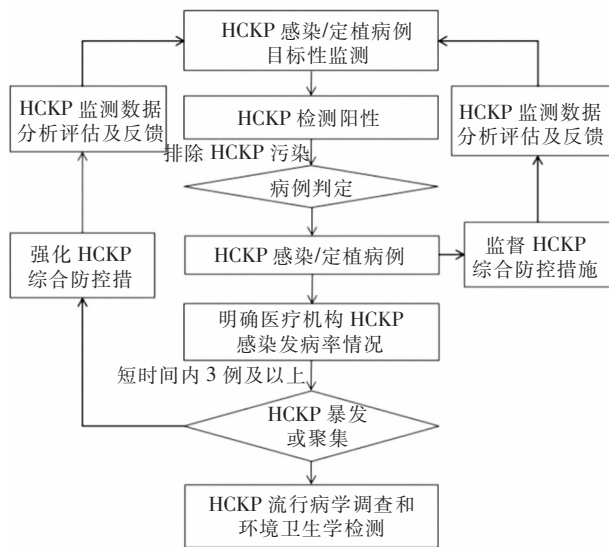 HCKP 感染/定植病例
目标性监测
HCKP 监测数据
分析评估及反馈
HCKP 检测阳性
HCKP 监测数据
分析评估及反馈
排除 HCKP 污染
病例判定
强化 HCKP
综合防控措
HCKP 感染/定植病例
监督 HCKP
综合防控措施
明确医疗机构 HCKP
感染发病率情况
短时间内 3 例及以上
HCKP 暴发
或聚集
HCKP 流行病学调查和
环境卫生学检测